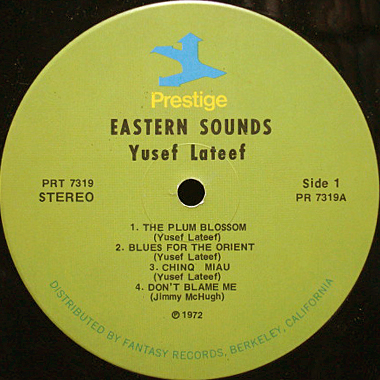 Prestige
EASTERN SOUNDS
Yusef Lateef
PRT 7319
STEREO
Side 1
PR 7319A
1. THE PLUM BLOSSOM
(Yusef Lateef)
2. BLUES FOR THE ORIENT
(Yusef Lateef)
3. CHINQ MIAU
(Yusef Lateef)
4. DON'T BLAME ME
(Jimmy McHugh)
℗ 1972
DISTRIBUTED BY FANTASY RECORDS, BERKELEY, CALIFORNIA